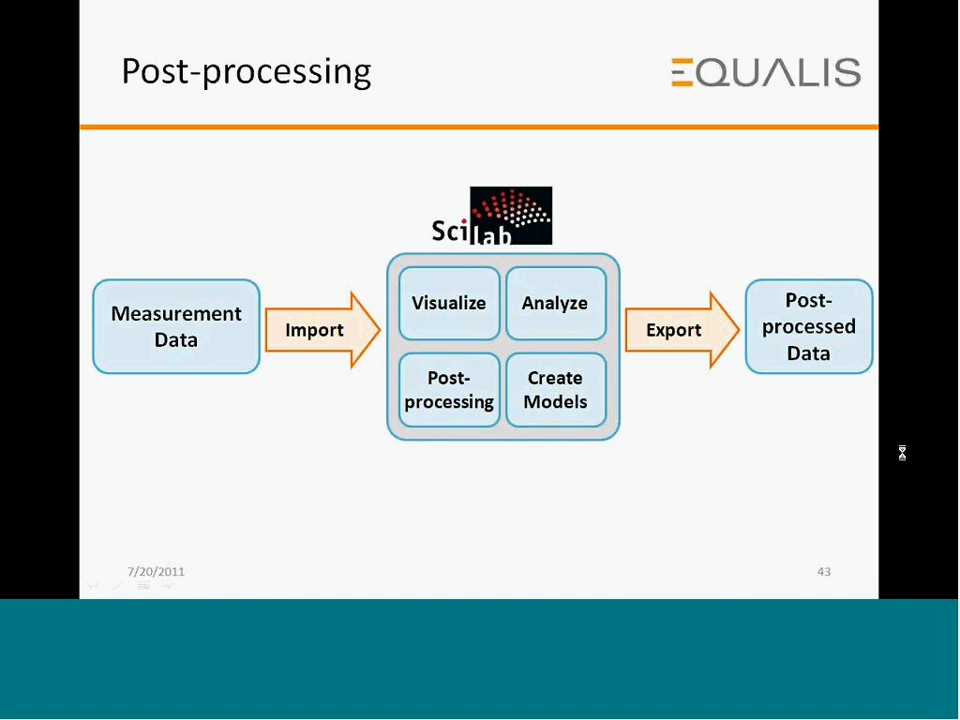 Post-processing
EQUALIS
Scilab
Measurement
Data
Import
Visualize
Analyze
Post-
processing
Create
Models
Export
Post-
processed
Data
7/20/2011
43